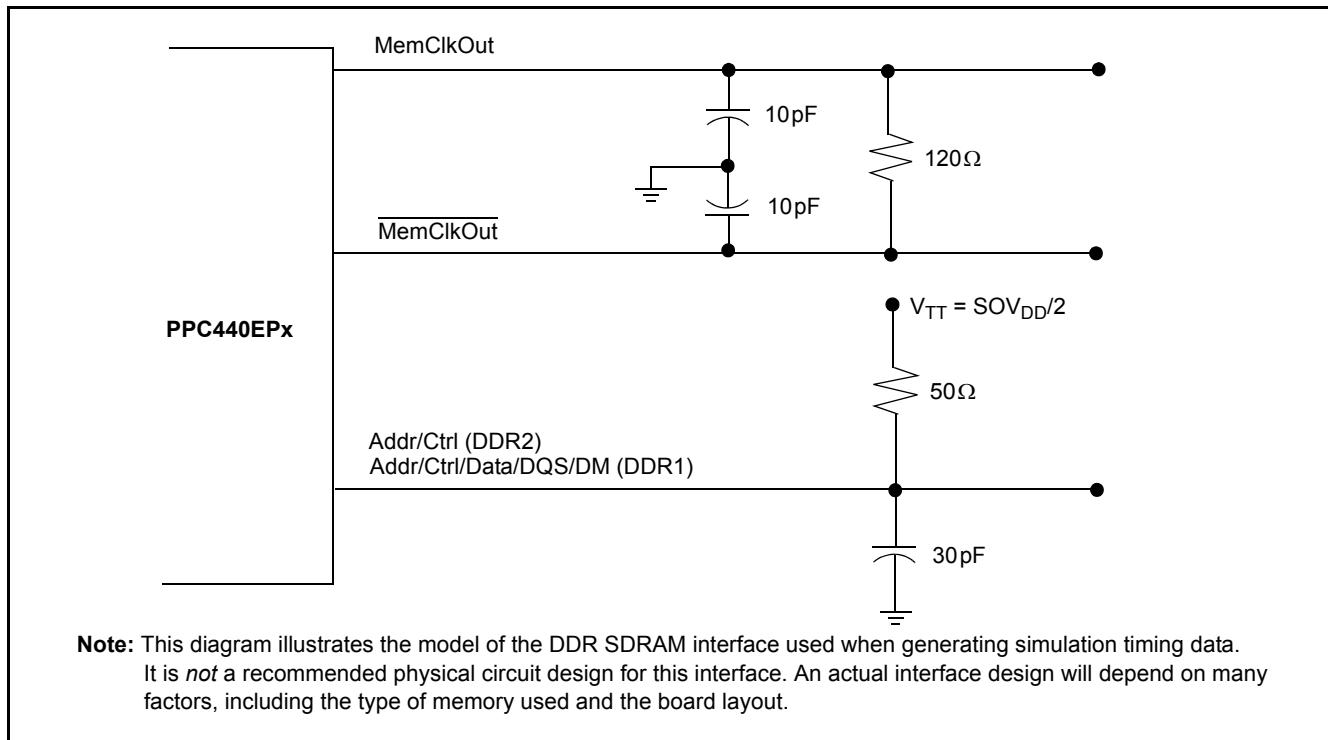 MemClkOut
10pF
120Ω
10pF
MemClkOut
V_TT = SOV_DD/2
PPC440EPx
50Ω
Addr/Ctrl (DDR2)
Addr/Ctrl/Data/DQS/DM (DDR1)
30pF
Note: This diagram illustrates the model of the DDR SDRAM interface used when generating simulation timing data.
It is not a recommended physical circuit design for this interface. An actual interface design will depend on many
factors, including the type of memory used and the board layout.